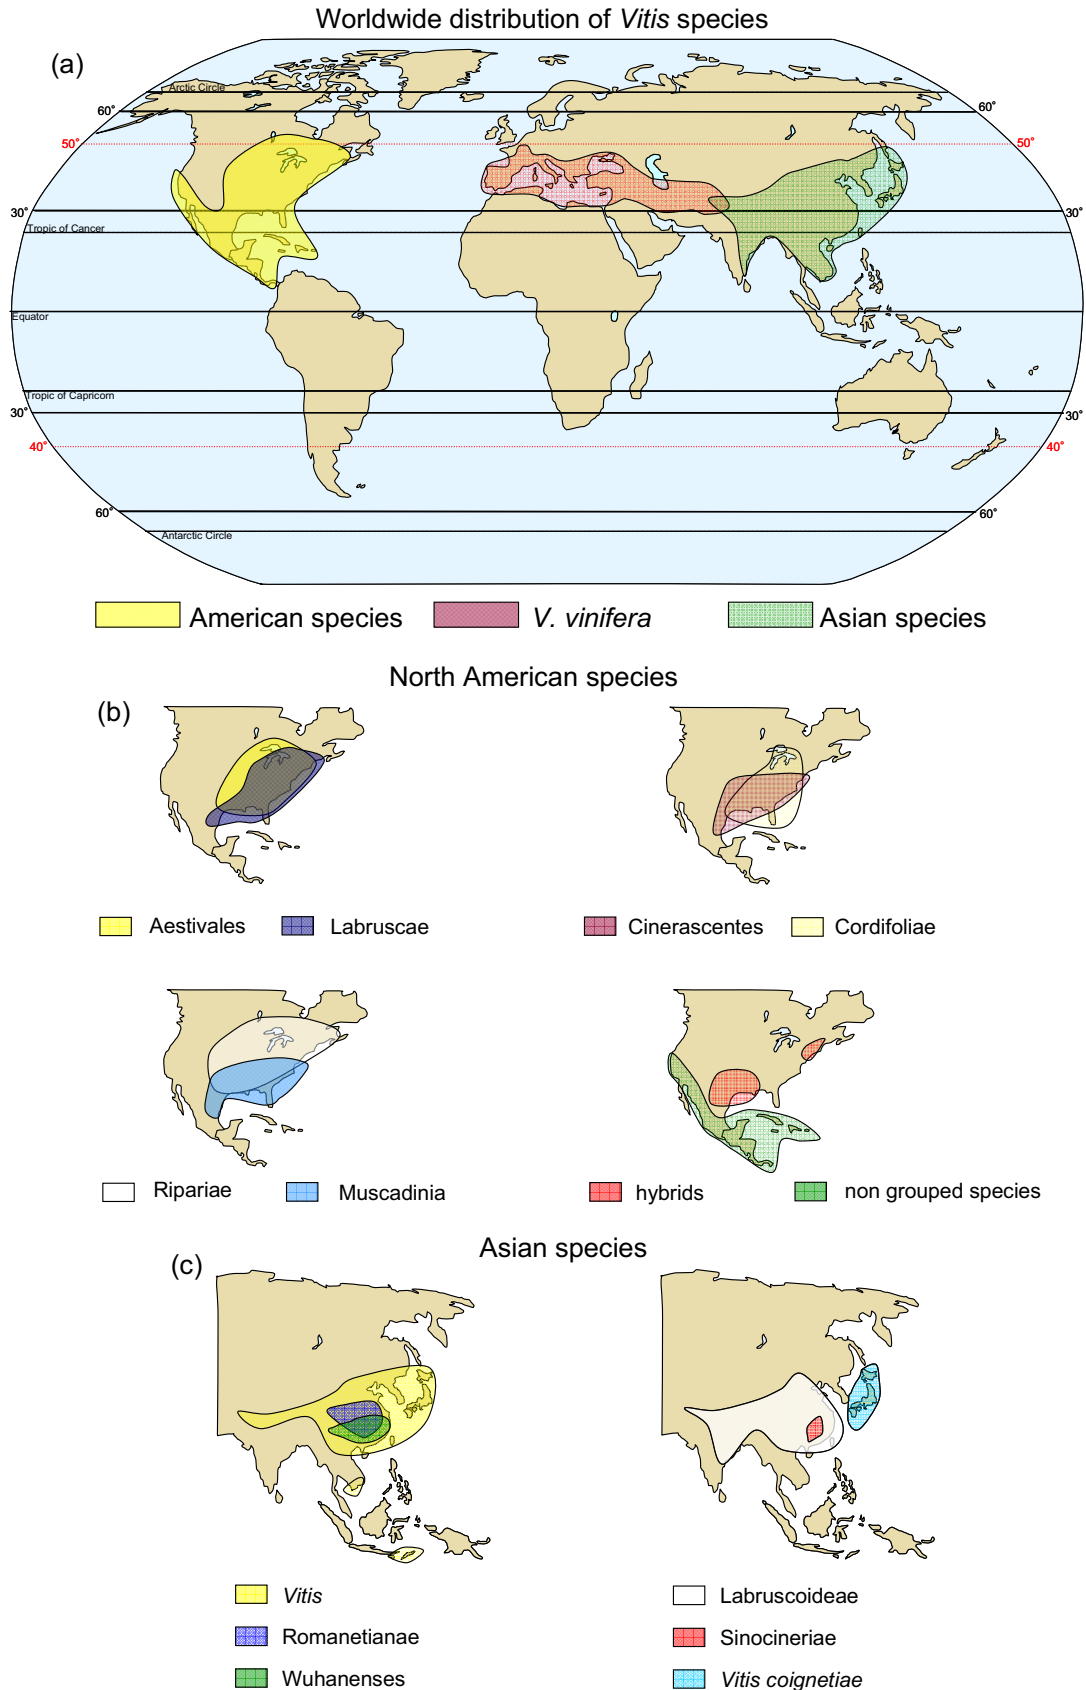 Worldwide distribution of Vitis species
(a)
Arctic Circle
60°
60°
50°
50°
30°
30°
Tropic of Cancer
Equator
Tropic of Capricorn
30°
30°
40°
40°
60°
60°
Antarctic Circle
American species
V. vinifera
Asian species
North American species
(b)
Aestivales
Labruscae
Cinerascentes
Cordifoliae
Ripariae
Muscadinia
hybrids
non grouped species
Asian species
(c)
Vitis
Labruscoideae
Romanetianae
Sinocineriae
Wuhanenses
Vitis coignetiae